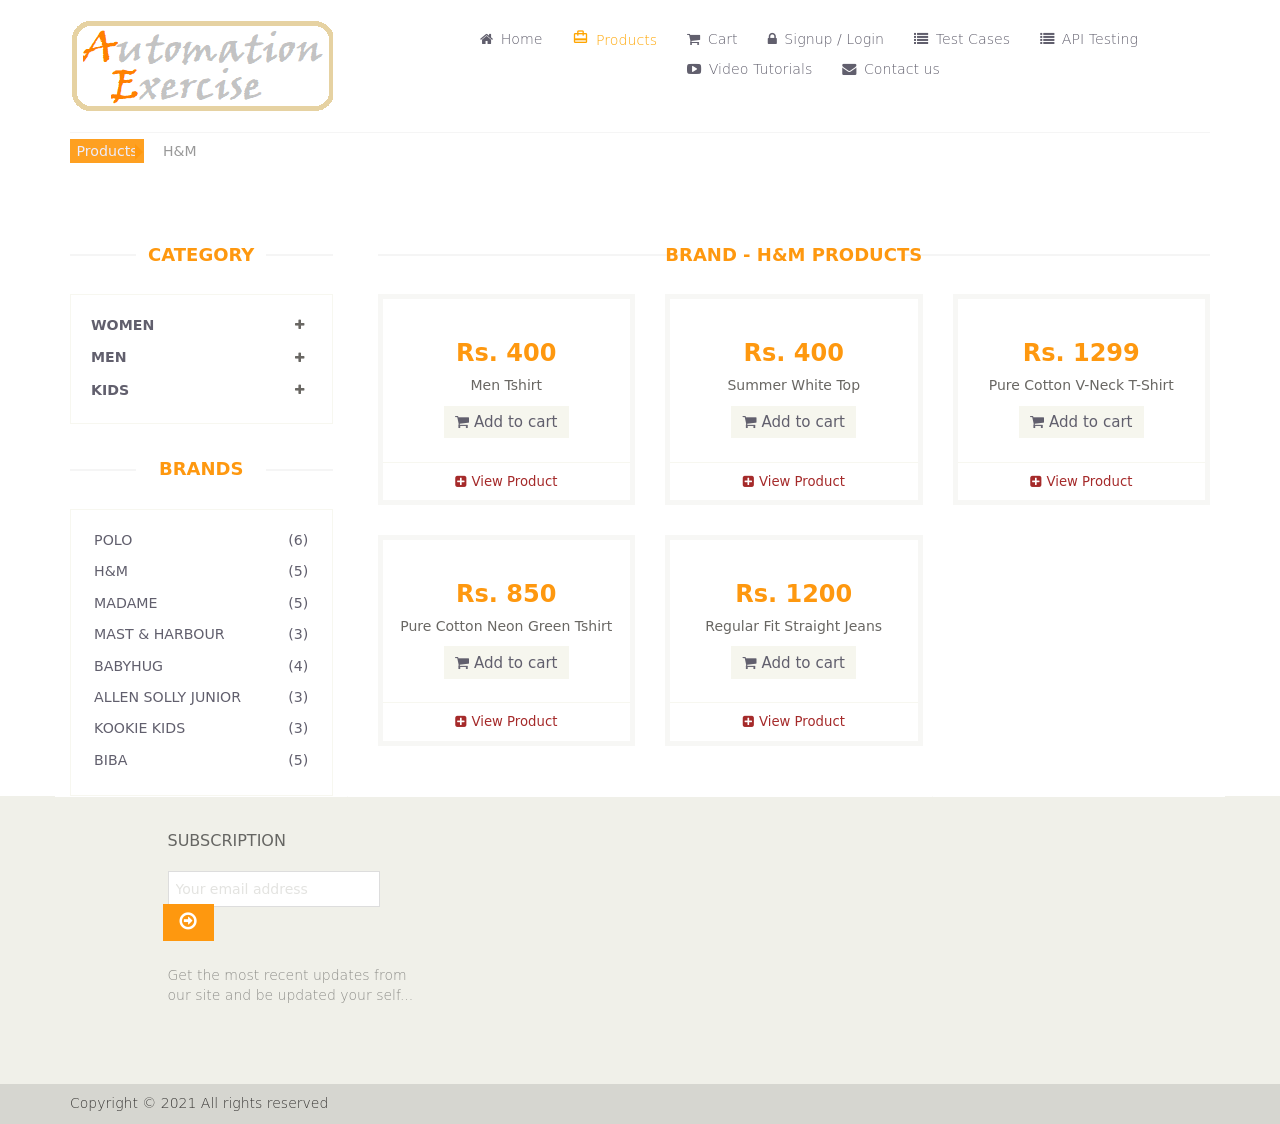 Automation
Exercise
Home
Products
Cart
Signup / Login
Test Cases
API Testing
Video Tutorials
Contact us
Products
H&M
CATEGORY
WOMEN
MEN
KIDS
BRANDS
POLO (6)
H&M (5)
MADAME (5)
MAST & HARBOUR (3)
BABYHUG (4)
ALLEN SOLLY JUNIOR (3)
KOOKIE KIDS (3)
BIBA (5)
BRAND - H&M PRODUCTS
Rs. 400
Men Tshirt
Add to cart
View Product
Rs. 400
Summer White Top
Add to cart
View Product
Rs. 1299
Pure Cotton V-Neck T-Shirt
Add to cart
View Product
Rs. 850
Pure Cotton Neon Green Tshirt
Add to cart
View Product
Rs. 1200
Regular Fit Straight Jeans
Add to cart
View Product
SUBSCRIPTION
Your email address
Get the most recent updates from
our site and be updated your self...
Copyright © 2021 All rights reserved